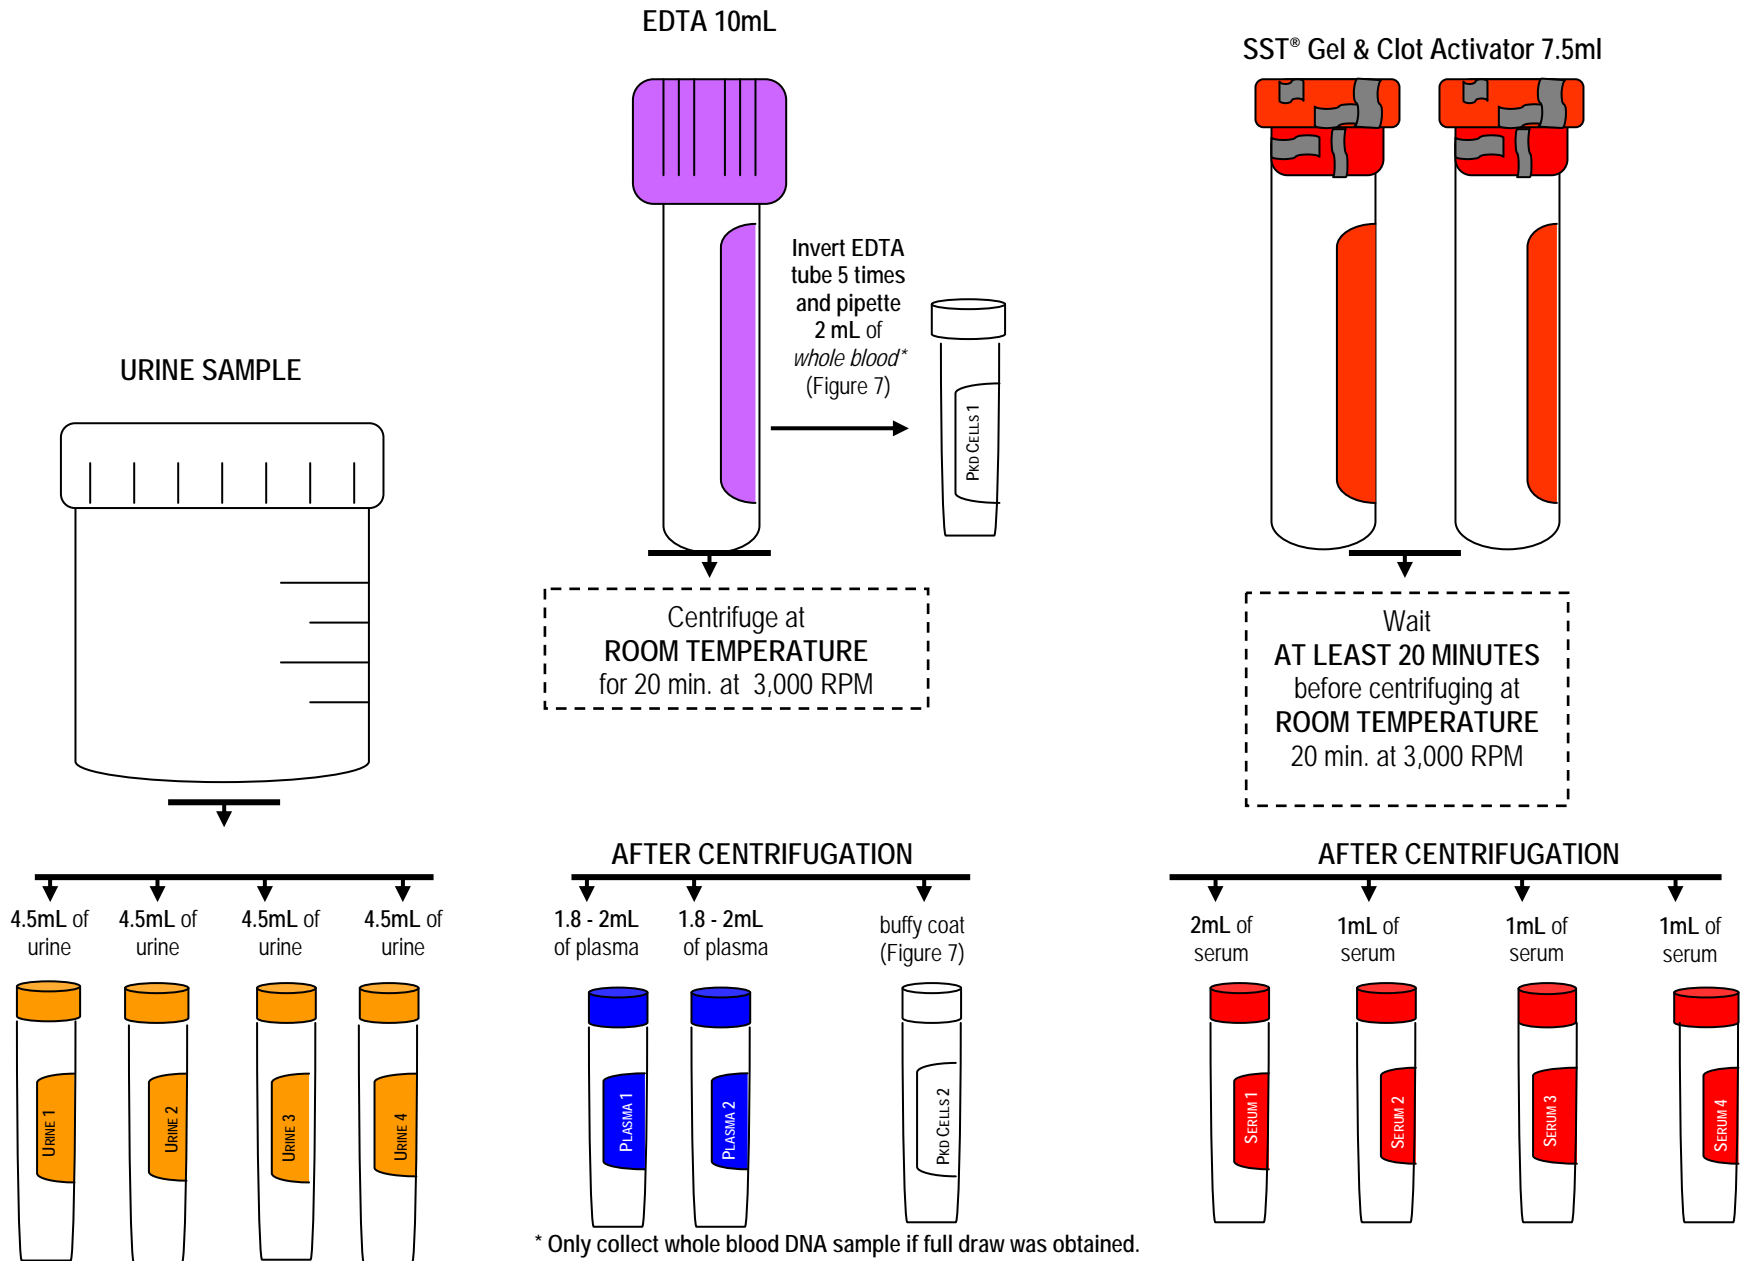 EDTA 10mL
SST® Gel & Clot Activator 7.5ml
Invert EDTA
tube 5 times
and pipette
2 mL of
whole blood*
(Figure 7)
PKD CELLS 1
URINE SAMPLE
Centrifuge at
ROOM TEMPERATURE
for 20 min. at 3,000 RPM
Wait
AT LEAST 20 MINUTES
before centrifuging at
ROOM TEMPERATURE
20 min. at 3,000 RPM
4.5mL of
urine
4.5mL of
urine
4.5mL of
urine
4.5mL of
urine
URINE 1
URINE 2
URINE 3
URINE 4
AFTER CENTRIFUGATION
1.8 - 2mL
of plasma
1.8 - 2mL
of plasma
buffy coat
(Figure 7)
PLASMA 1
PLASMA 2
PKD CELLS 2
AFTER CENTRIFUGATION
2mL of
serum
1mL of
serum
1mL of
serum
1mL of
serum
SERUM 1
SERUM 2
SERUM 3
SERUM 4
* Only collect whole blood DNA sample if full draw was obtained.